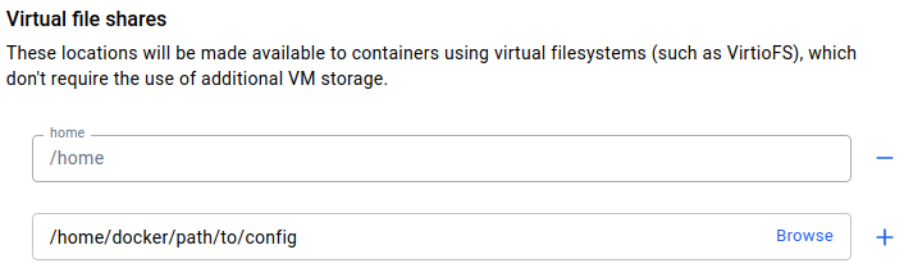 Virtual file shares
These locations will be made available to containers using virtual filesystems (such as VirtioFS), which
don't require the use of additional VM storage.
home
/home
/home/docker/path/to/config Browse